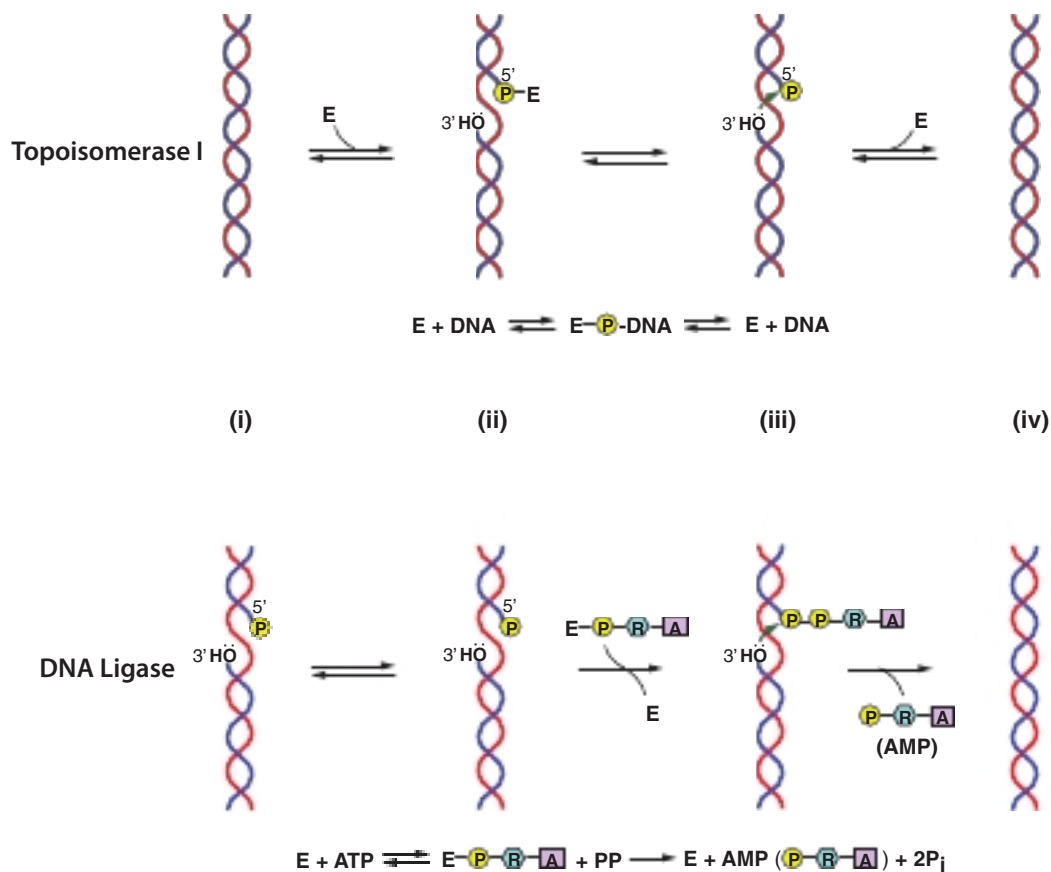 5'
P E
3' HÖ
5'
P
3' HÖ
E
E
Topoisomerase I
E + DNA E P -DNA E + DNA
(i) (ii) (iii) (iv)
5'
P
3' HÖ
5'
P
3' HÖ
E P R A
E
P P R A
3' HÖ
DNA Ligase
P R A
(AMP)
E + ATP E P R A + PP E + AMP ( P R A ) + 2Pi